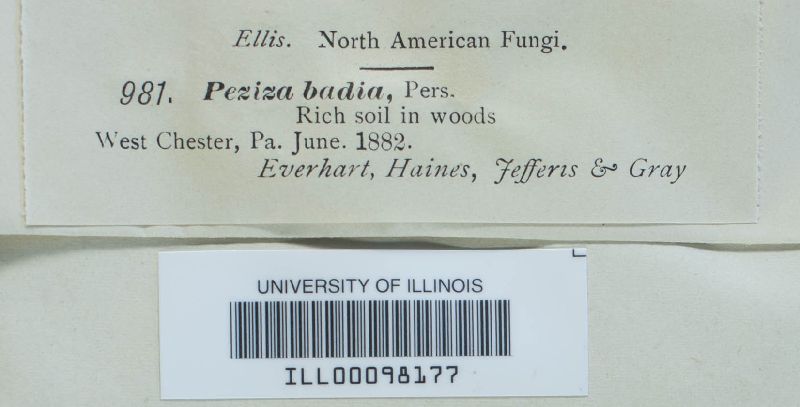 Ellis. North American Fungi.
981. Peziza badia, Pers.
Rich soil in woods
West Chester, Pa. June. 1882.
Everhart, Haines, Jefferis & Gray
UNIVERSITY OF ILLINOIS
ILL00098177